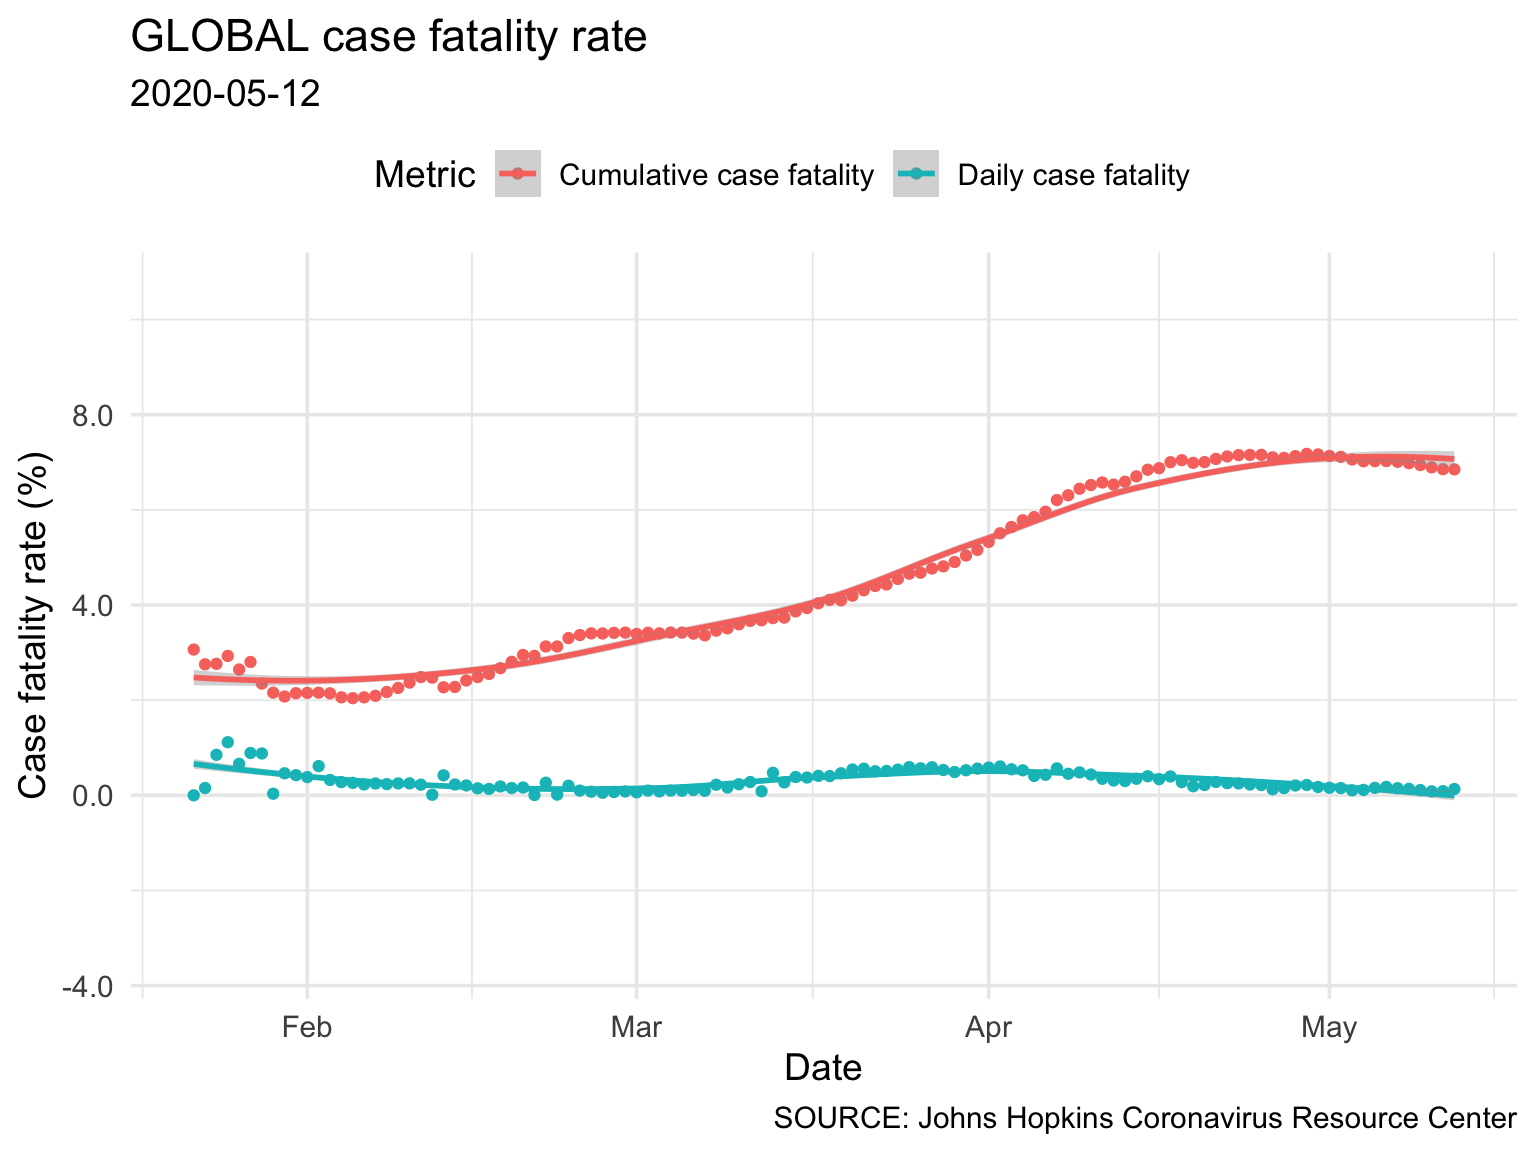 GLOBAL case fatality rate
2020-05-12
Metric Cumulative case fatality Daily case fatality
Case fatality rate (%)
8.0
4.0
0.0
-4.0
Feb Mar Apr May
Date
SOURCE: Johns Hopkins Coronavirus Resource Center